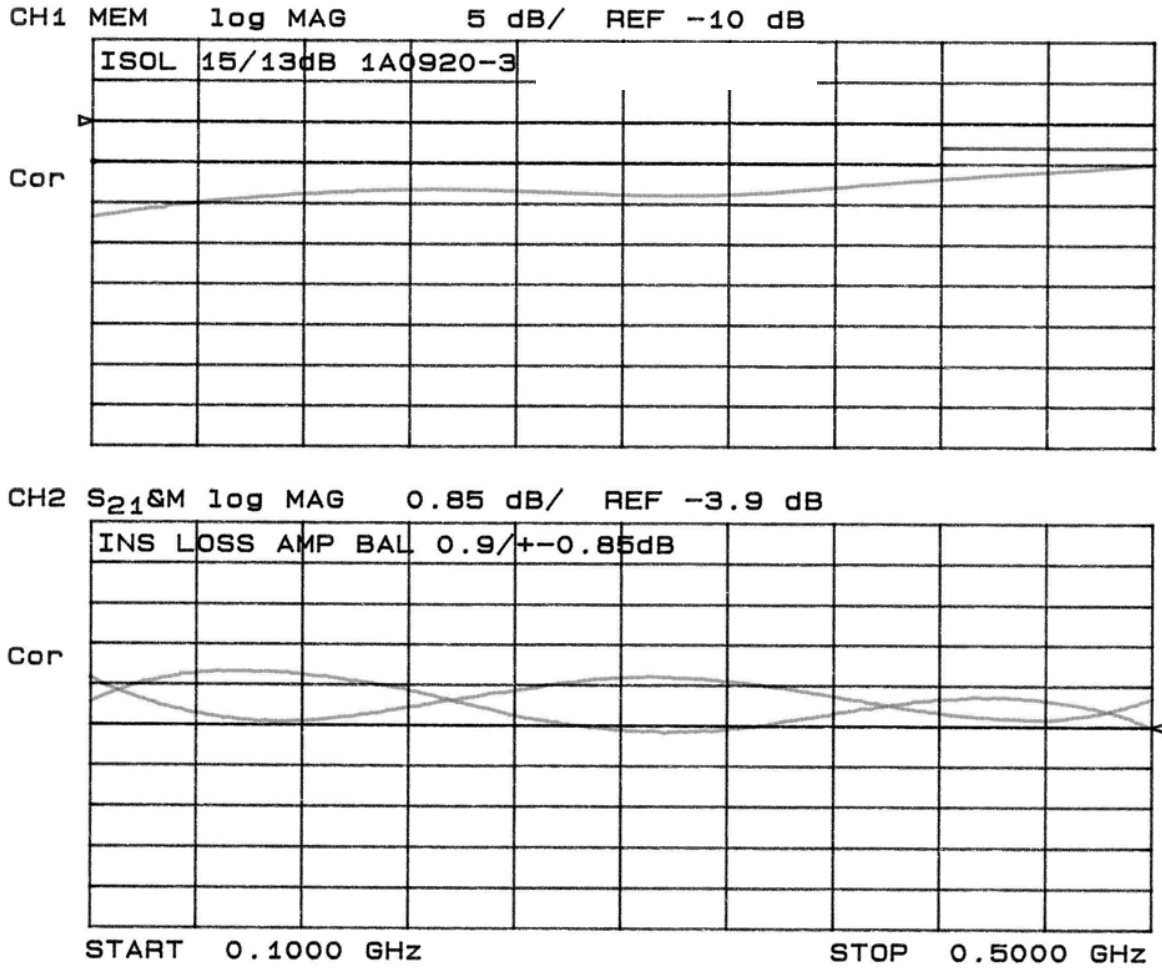 CH1 MEM log MAG 5 dB/ REF -10 dB
ISOL 15/13dB 1A0920-3
Cor
CH2 S21&M log MAG 0.85 dB/ REF -3.9 dB
INS LOSS AMP BAL 0.9/+-0.85dB
Cor
START 0.1000 GHz STOP 0.5000 GHz